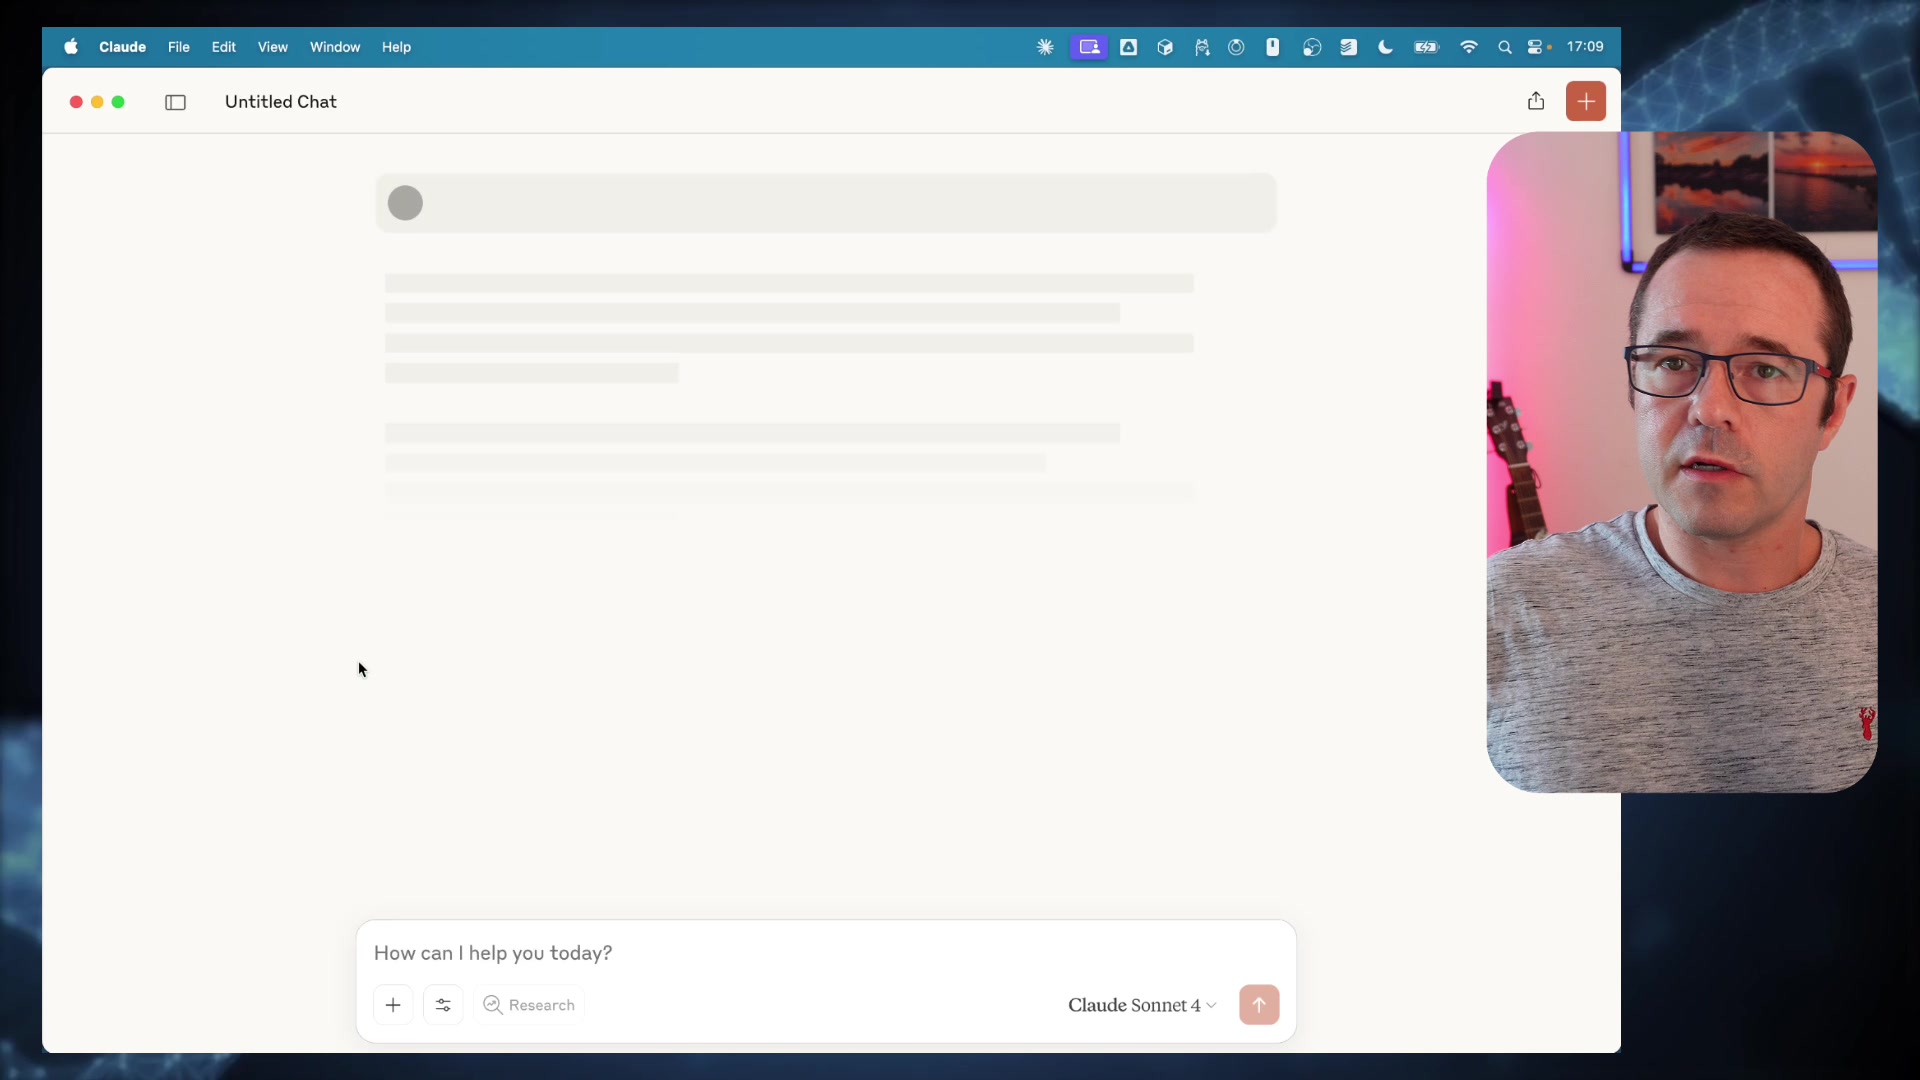 Claude File Edit View Window Help 17:09
Untitled Chat
How can I help you today?
Research Claude Sonnet 4